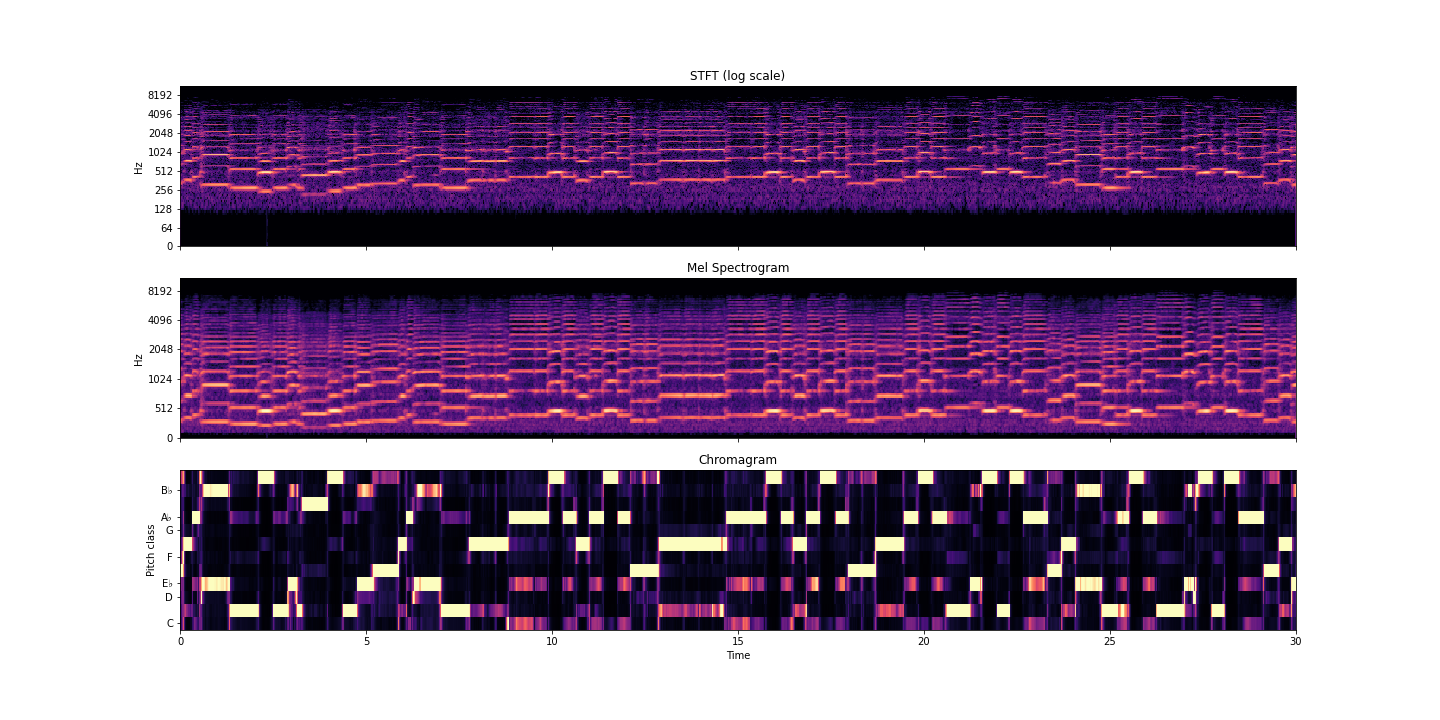 STFT (log scale)
8192
4096
2048
1024
512
256
128
64
0
Hz
Mel Spectrogram
8192
4096
2048
1024
512
0
Hz
Chromagram
B♭
A♭
G
F
E♭
D
C
Pitch class
0 5 10 15 20 25 30
Time